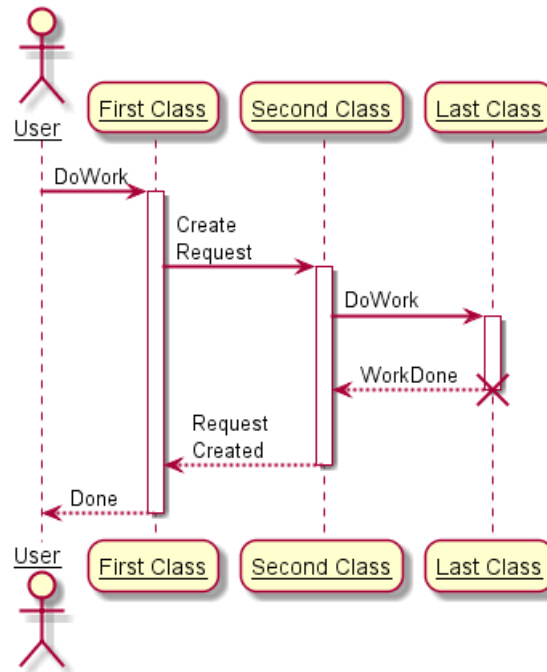 User
First Class
Second Class
Last Class
DoWork
Create
Request
DoWork
WorkDone
Request
Created
Done
User
First Class
Second Class
Last Class